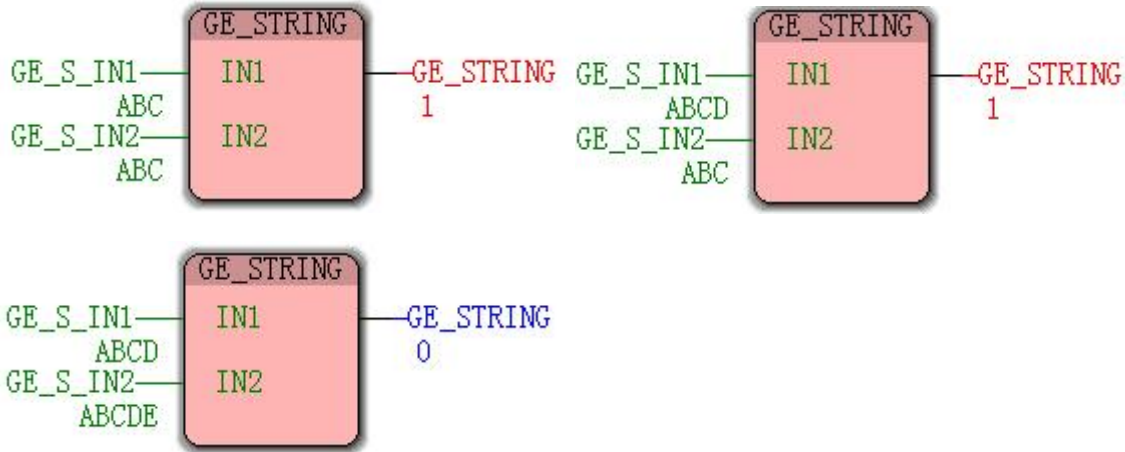 GE_STRING
GE_S_IN1 IN1 GE_STRING
ABC 1
GE_S_IN2 IN2
ABC
GE_STRING
GE_S_IN1 IN1 GE_STRING
ABCD 1
GE_S_IN2 IN2
ABC
GE_STRING
GE_S_IN1 IN1 GE_STRING
ABCD 0
GE_S_IN2 IN2
ABCDE